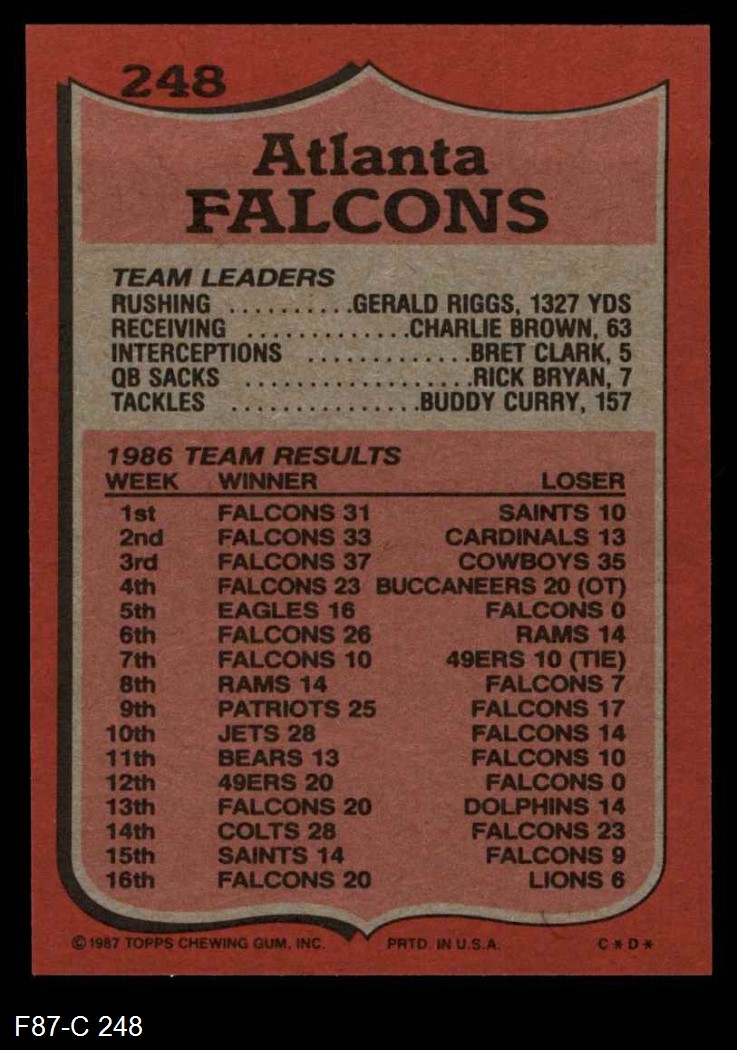 248
Atlanta
FALCONS
TEAM LEADERS
RUSHING ..........GERALD RIGGS, 1327 YDS
RECEIVING .............CHARLIE BROWN, 63
INTERCEPTIONS .............BRET CLARK, 5
QB SACKS ..................RICK BRYAN, 7
TACKLES ...............BUDDY CURRY, 157
1986 TEAM RESULTS
WEEK WINNER LOSER
1st FALCONS 31 SAINTS 10
2nd FALCONS 33 CARDINALS 13
3rd FALCONS 37 COWBOYS 35
4th FALCONS 23 BUCCANEERS 20 (OT)
5th EAGLES 16 FALCONS 0
6th FALCONS 26 RAMS 14
7th FALCONS 10 49ERS 10 (TIE)
8th RAMS 14 FALCONS 7
9th PATRIOTS 25 FALCONS 17
10th JETS 28 FALCONS 14
11th BEARS 13 FALCONS 10
12th 49ERS 20 FALCONS 0
13th FALCONS 20 DOLPHINS 14
14th COLTS 28 FALCONS 23
15th SAINTS 14 FALCONS 9
16th FALCONS 20 LIONS 6
© 1987 TOPPS CHEWING GUM, INC. PRTD. IN U.S.A. C * D *
F87-C 248